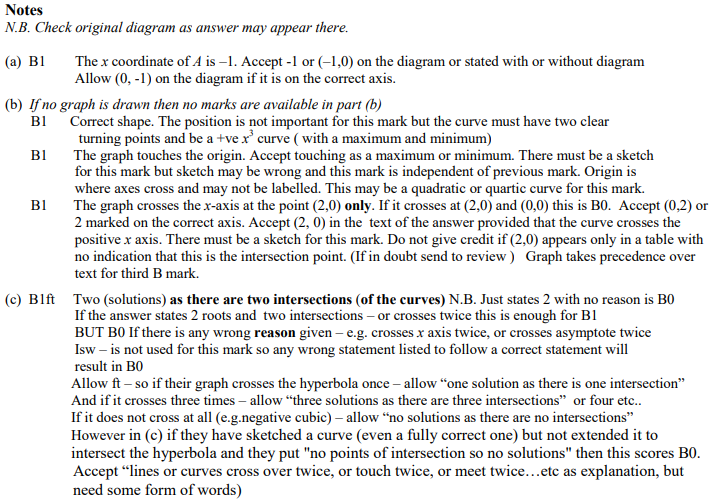 Notes
N.B. Check original diagram as answer may appear there.
(a) B1 The x coordinate of A is −1. Accept -1 or (−1,0) on the diagram or stated with or without diagram
Allow (0, -1) on the diagram if it is on the correct axis.
(b) If no graph is drawn then no marks are available in part (b)
B1 Correct shape. The position is not important for this mark but the curve must have two clear
turning points and be a +ve x³ curve ( with a maximum and minimum)
B1 The graph touches the origin. Accept touching as a maximum or minimum. There must be a sketch
for this mark but sketch may be wrong and this mark is independent of previous mark. Origin is
where axes cross and may not be labelled. This may be a quadratic or quartic curve for this mark.
B1 The graph crosses the x-axis at the point (2,0) only. If it crosses at (2,0) and (0,0) this is B0. Accept (0,2) or
2 marked on the correct axis. Accept (2, 0) in the text of the answer provided that the curve crosses the
positive x axis. There must be a sketch for this mark. Do not give credit if (2,0) appears only in a table with
no indication that this is the intersection point. (If in doubt send to review ) Graph takes precedence over
text for third B mark.
(c) B1ft Two (solutions) as there are two intersections (of the curves) N.B. Just states 2 with no reason is B0
If the answer states 2 roots and two intersections – or crosses twice this is enough for B1
BUT B0 If there is any wrong reason given – e.g. crosses x axis twice, or crosses asymptote twice
Isw – is not used for this mark so any wrong statement listed to follow a correct statement will
result in B0
Allow ft – so if their graph crosses the hyperbola once – allow “one solution as there is one intersection”
And if it crosses three times – allow “three solutions as there are three intersections” or four etc..
If it does not cross at all (e.g.negative cubic) – allow “no solutions as there are no intersections”
However in (c) if they have sketched a curve (even a fully correct one) but not extended it to
intersect the hyperbola and they put "no points of intersection so no solutions" then this scores B0.
Accept “lines or curves cross over twice, or touch twice, or meet twice…etc as explanation, but
need some form of words)